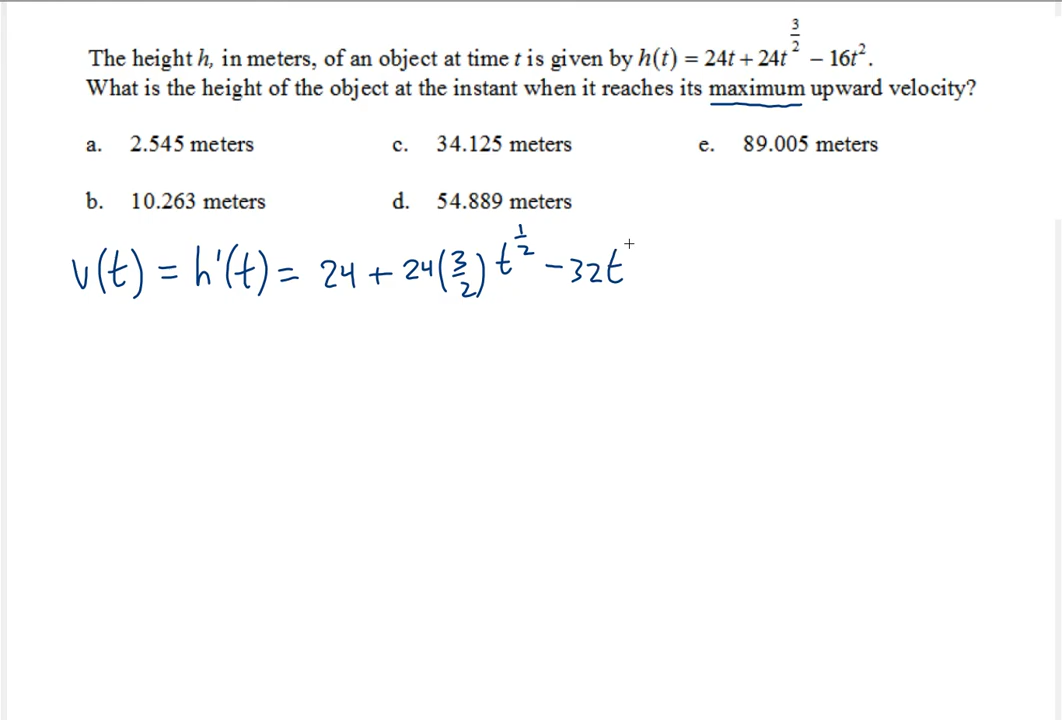 The height h, in meters, of an object at time t is given by h(t) = 24t + 24t^(3/2) − 16t².
What is the height of the object at the instant when it reaches its maximum upward velocity?
a. 2.545 meters c. 34.125 meters e. 89.005 meters
b. 10.263 meters d. 54.889 meters
v(t) = h'(t) = 24 + 24(3/2) t^(1/2) − 32t